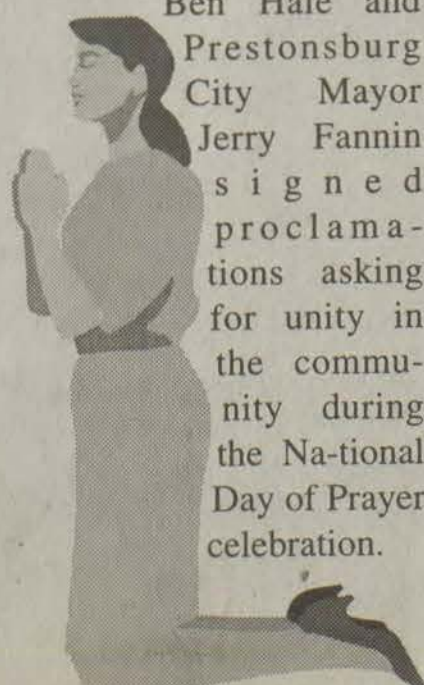 Ben Hale and
Prestonsburg
City Mayor
Jerry Fannin
signed
proclama-
tions asking
for unity in
the commu-
nity during
the Na-tional
Day of Prayer
celebration.